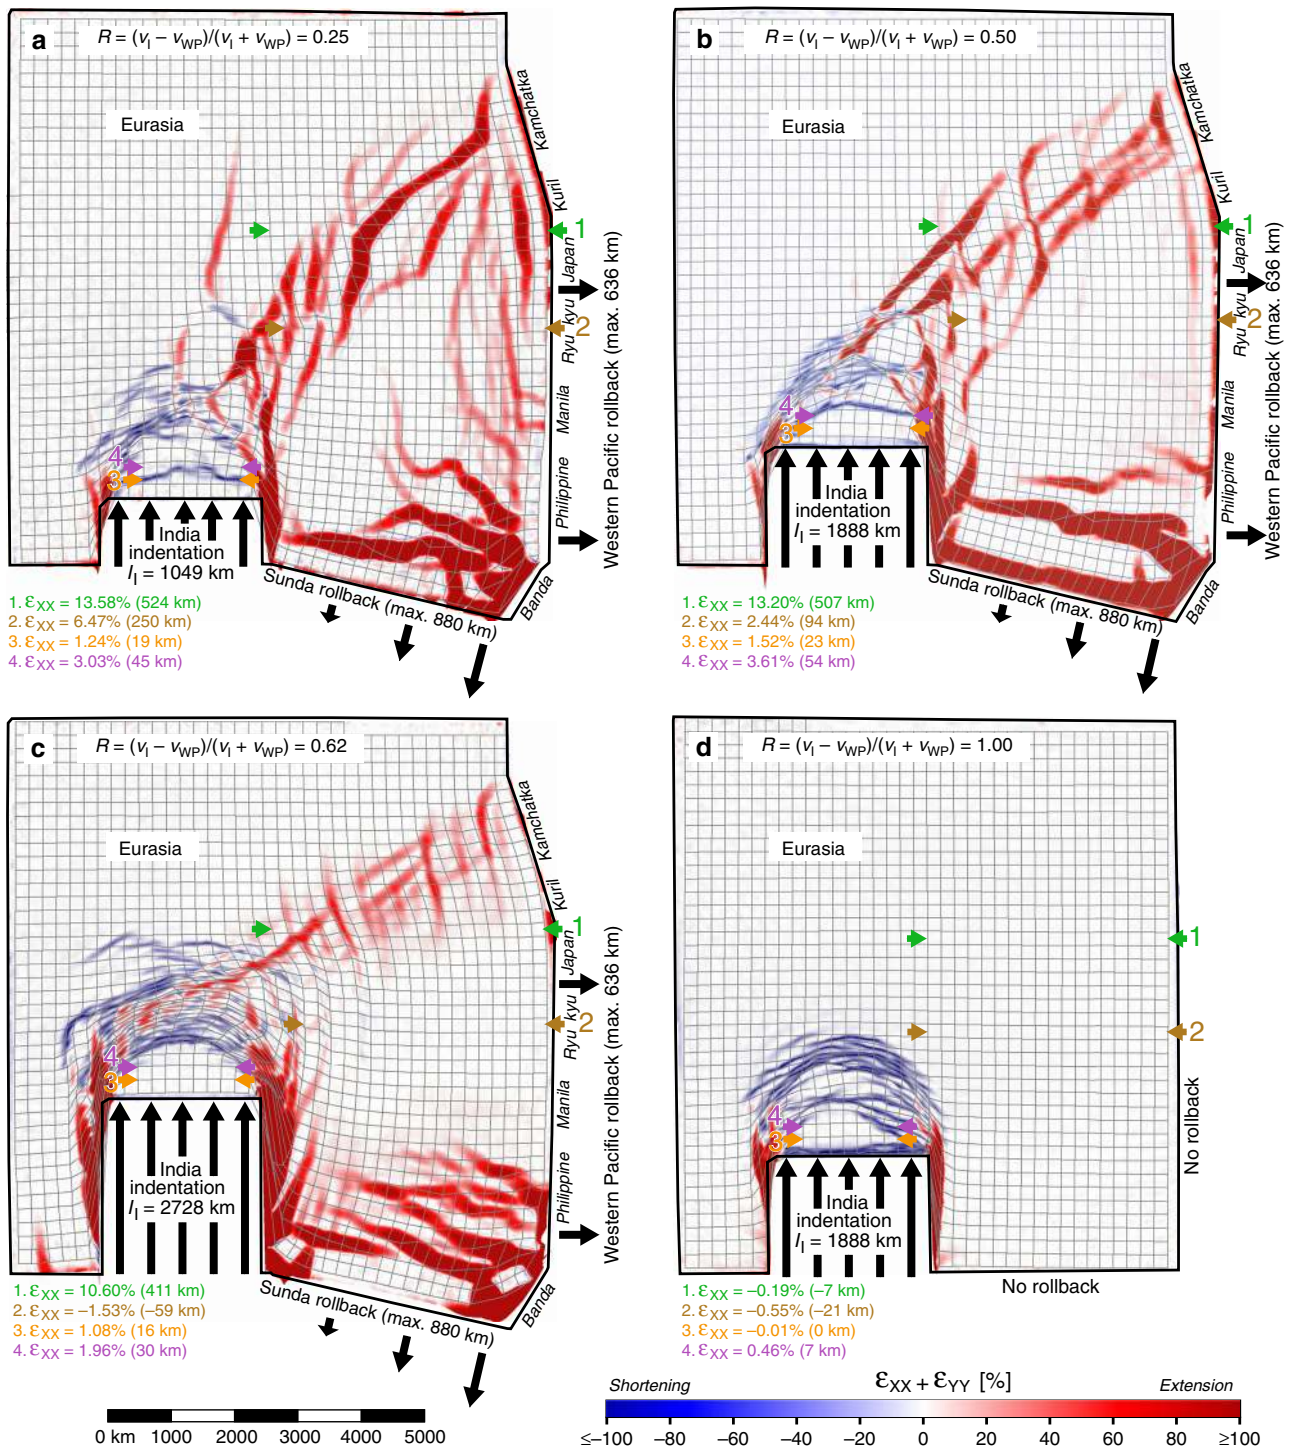 a
R = (vI − vWP)/(vI + vWP) = 0.25
Eurasia
Kamchatka
Kuril
1
Japan
Ryu kyu
2
Manila
Philippine
Western Pacific rollback (max. 636 km)
4
3
India
indentation
lI = 1049 km
Sunda rollback (max. 880 km)
Banda
1. εXX = 13.58% (524 km)
2. εXX = 6.47% (250 km)
3. εXX = 1.24% (19 km)
4. εXX = 3.03% (45 km)
b
R = (vI − vWP)/(vI + vWP) = 0.50
Eurasia
Kamchatka
Kuril
1
Japan
Ryu kyu
2
Manila
Philippine
Western Pacific rollback (max. 636 km)
4
3
India
indentation
lI = 1888 km
Sunda rollback (max. 880 km)
Banda
1. εXX = 13.20% (507 km)
2. εXX = 2.44% (94 km)
3. εXX = 1.52% (23 km)
4. εXX = 3.61% (54 km)
c
R = (vI − vWP)/(vI + vWP) = 0.62
Eurasia
Kamchatka
Kuril
1
Japan
Ryu kyu
2
Manila
Philippine
Western Pacific rollback (max. 636 km)
4
3
India
indentation
lI = 2728 km
Sunda rollback (max. 880 km)
Banda
1. εXX = 10.60% (411 km)
2. εXX = −1.53% (−59 km)
3. εXX = 1.08% (16 km)
4. εXX = 1.96% (30 km)
d
R = (vI − vWP)/(vI + vWP) = 1.00
Eurasia
1
2
No rollback
4
3
India
indentation
lI = 1888 km
No rollback
1. εXX = −0.19% (−7 km)
2. εXX = −0.55% (−21 km)
3. εXX = −0.01% (0 km)
4. εXX = 0.46% (7 km)
0 km 1000 2000 3000 4000 5000
Shortening εXX + εYY [%] Extension
≤−100 −80 −60 −40 −20 0 20 40 60 80 ≥100